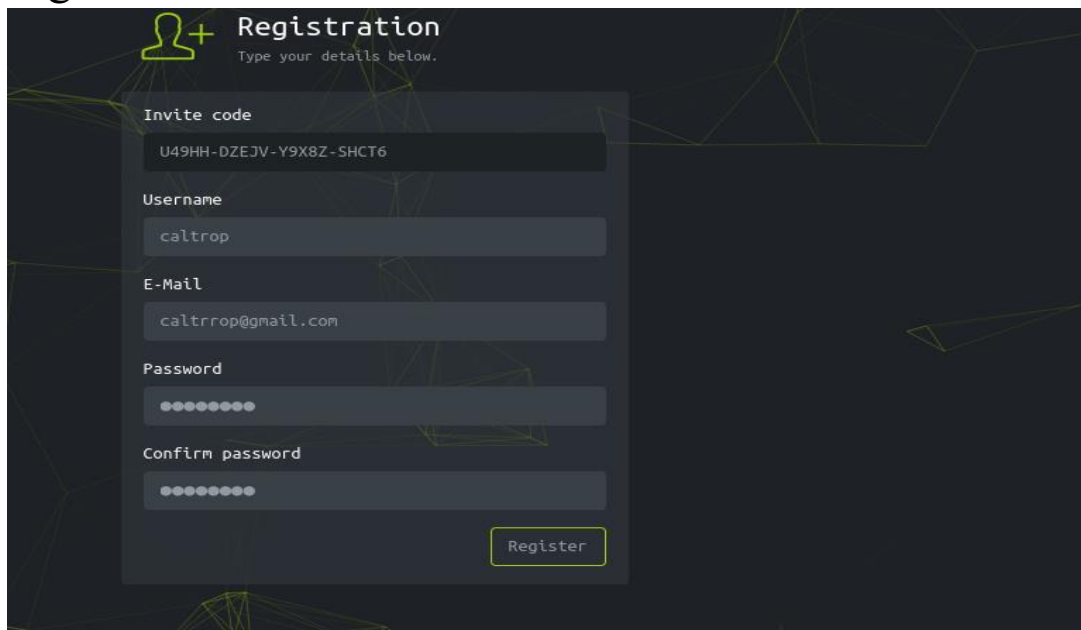 Registration
Type your details below.
Invite code
U49HH-DZEJV-Y9X8Z-SHCT6
Username
caltrop
E-Mail
caltrrop@gmail.com
Password
●●●●●●●●
Confirm password
●●●●●●●●
Register